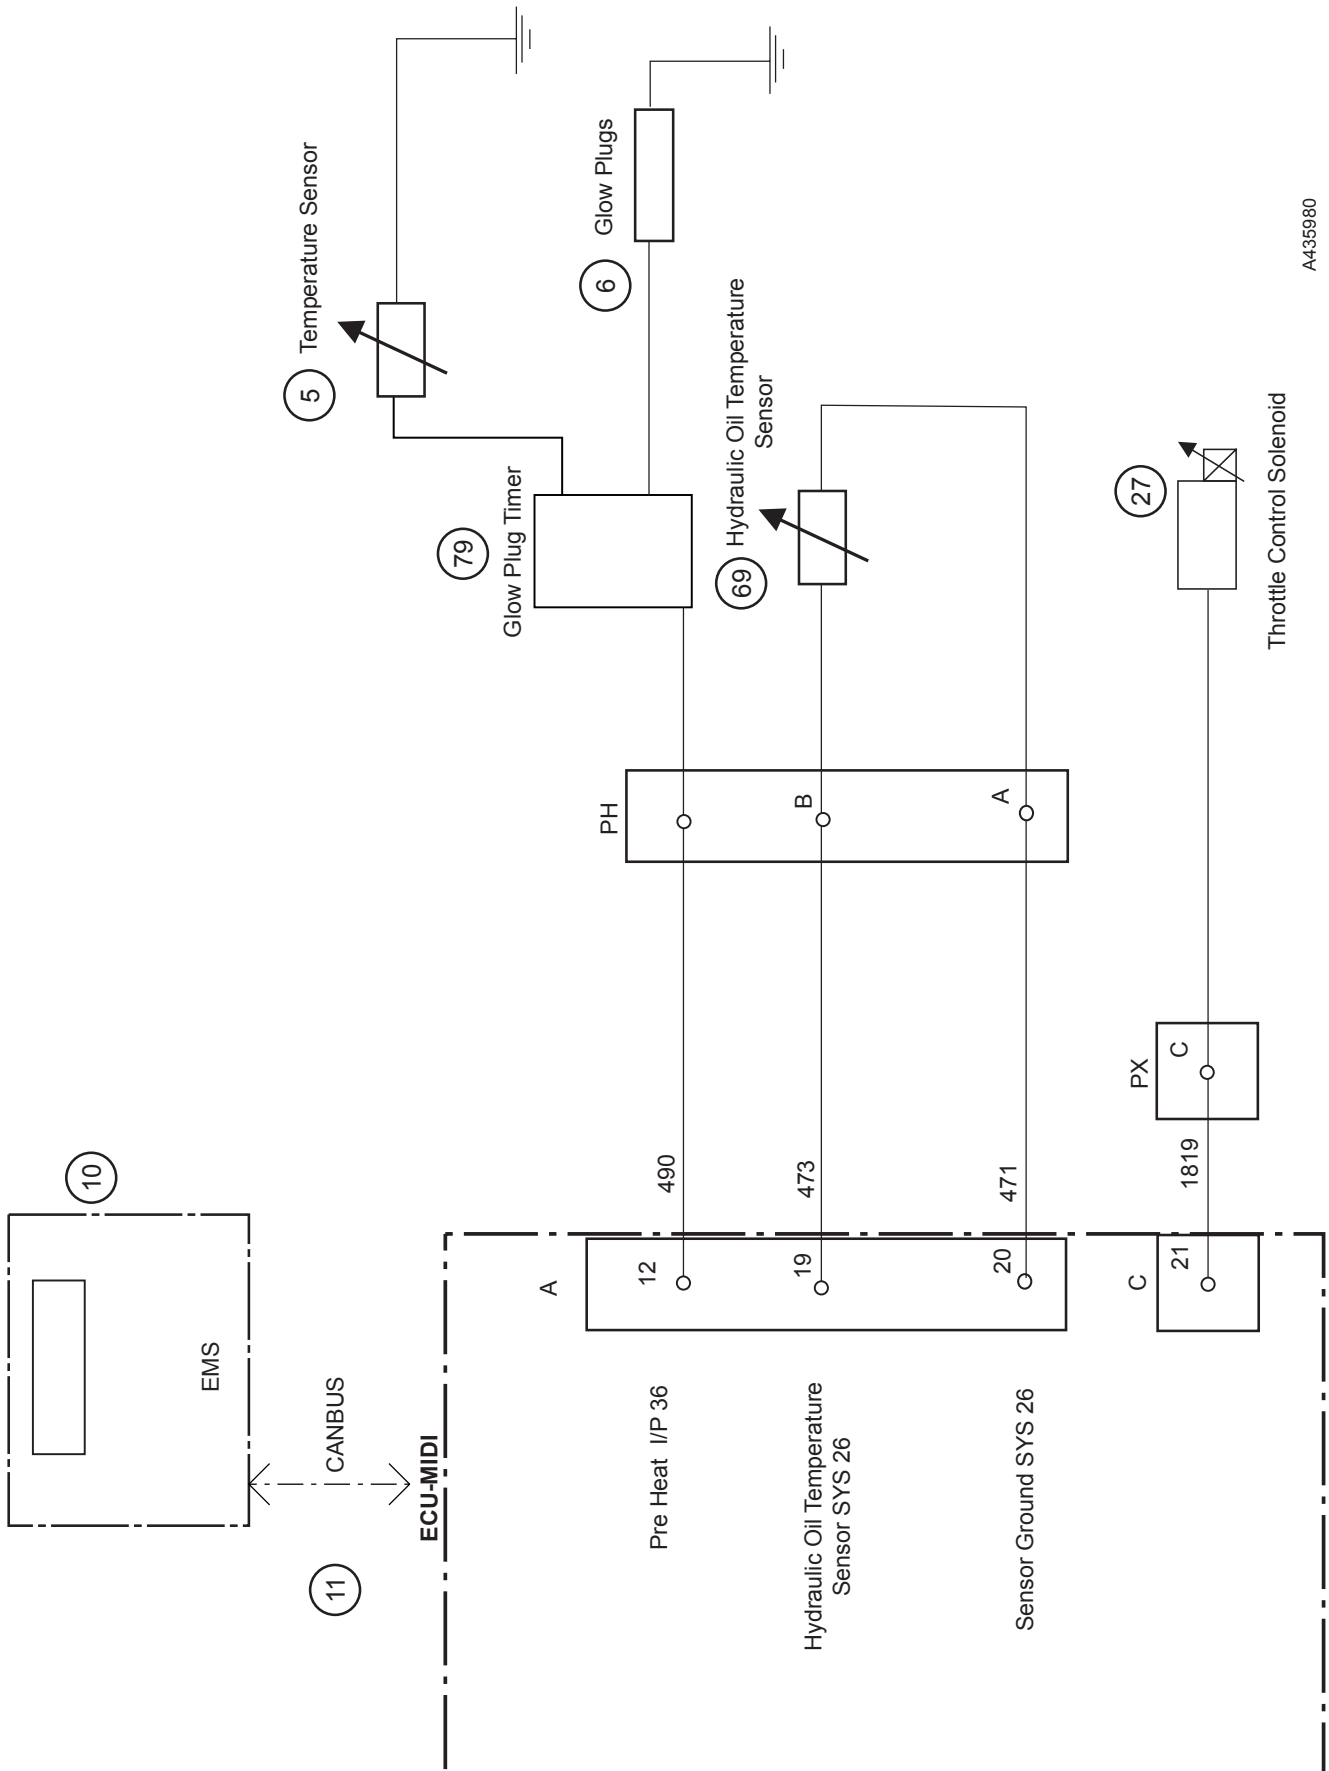 10
EMS
11
CANBUS
ECU-MIDI
5
Temperature Sensor
6
Glow Plugs
79
Glow Plug Timer
69
Hydraulic Oil Temperature
Sensor
27
Throttle Control Solenoid
PH
B
A
PX
C
490
473
471
1819
A
12
19
20
C
21
Pre Heat I/P 36
Hydraulic Oil Temperature
Sensor SYS 26
Sensor Ground SYS 26
A435980